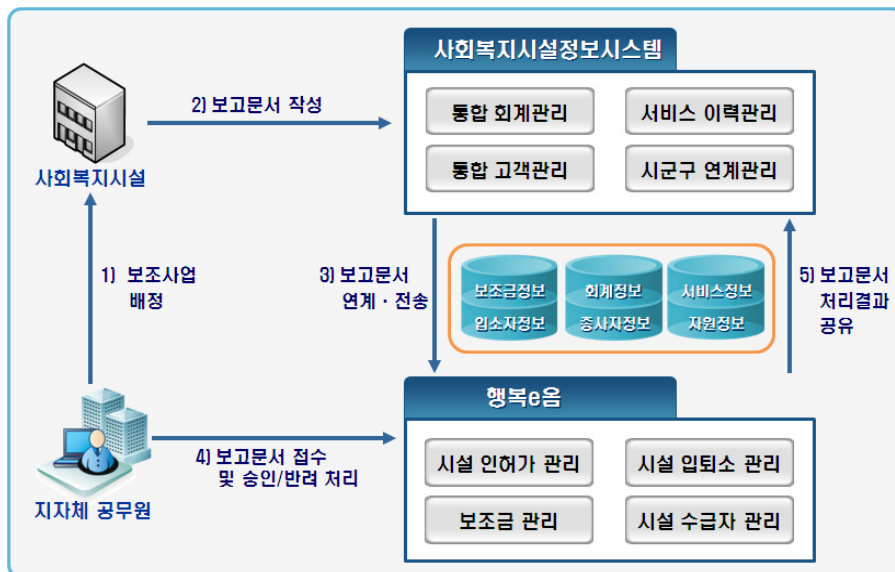 사회복지시설정보시스템
통합 회계관리
서비스 이력관리
통합 고객관리
시군구 연계관리
2) 보고문서 작성
사회복지시설
1) 보조사업
배정
3) 보고문서
연계 · 전송
보조금정보
입소자정보
회계정보
종사자정보
서비스정보
자원정보
5) 보고문서
처리결과
공유
행복e음
시설 인허가 관리
시설 입퇴소 관리
보조금 관리
시설 수급자 관리
4) 보고문서 접수
및 승인/반려 처리
지자체 공무원